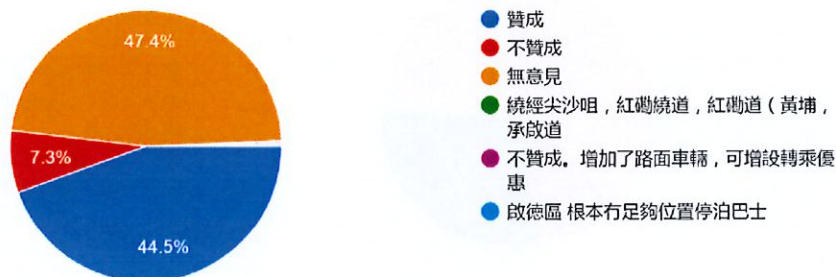 47.4%
7.3%
44.5%
贊成
不贊成
無意見
繞經尖沙咀，紅磡繞道，紅磡道（黃埔，
承啟道
不贊成。增加了路面車輛，可增設轉乘優
惠
啟德區 根本冇足夠位置停泊巴士